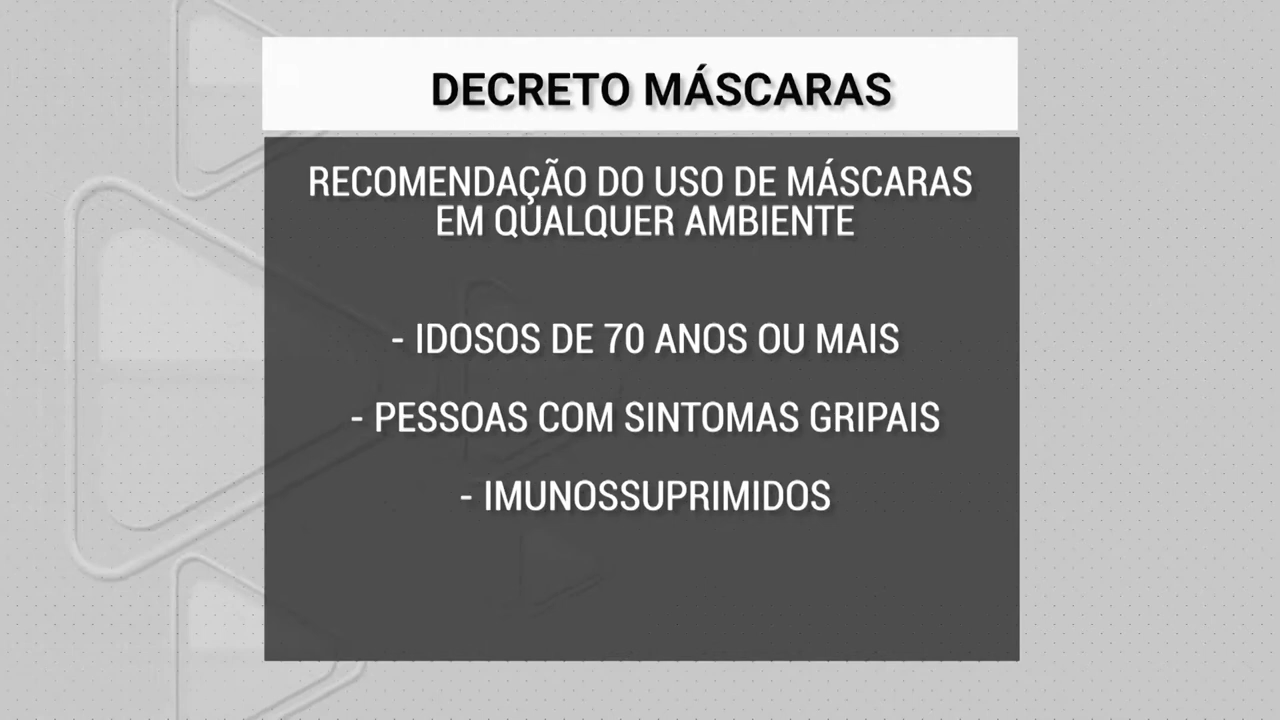 DECRETO MÁSCARAS
RECOMENDAÇÃO DO USO DE MÁSCARAS
EM QUALQUER AMBIENTE
- IDOSOS DE 70 ANOS OU MAIS
- PESSOAS COM SINTOMAS GRIPAIS
- IMUNOSSUPRIMIDOS